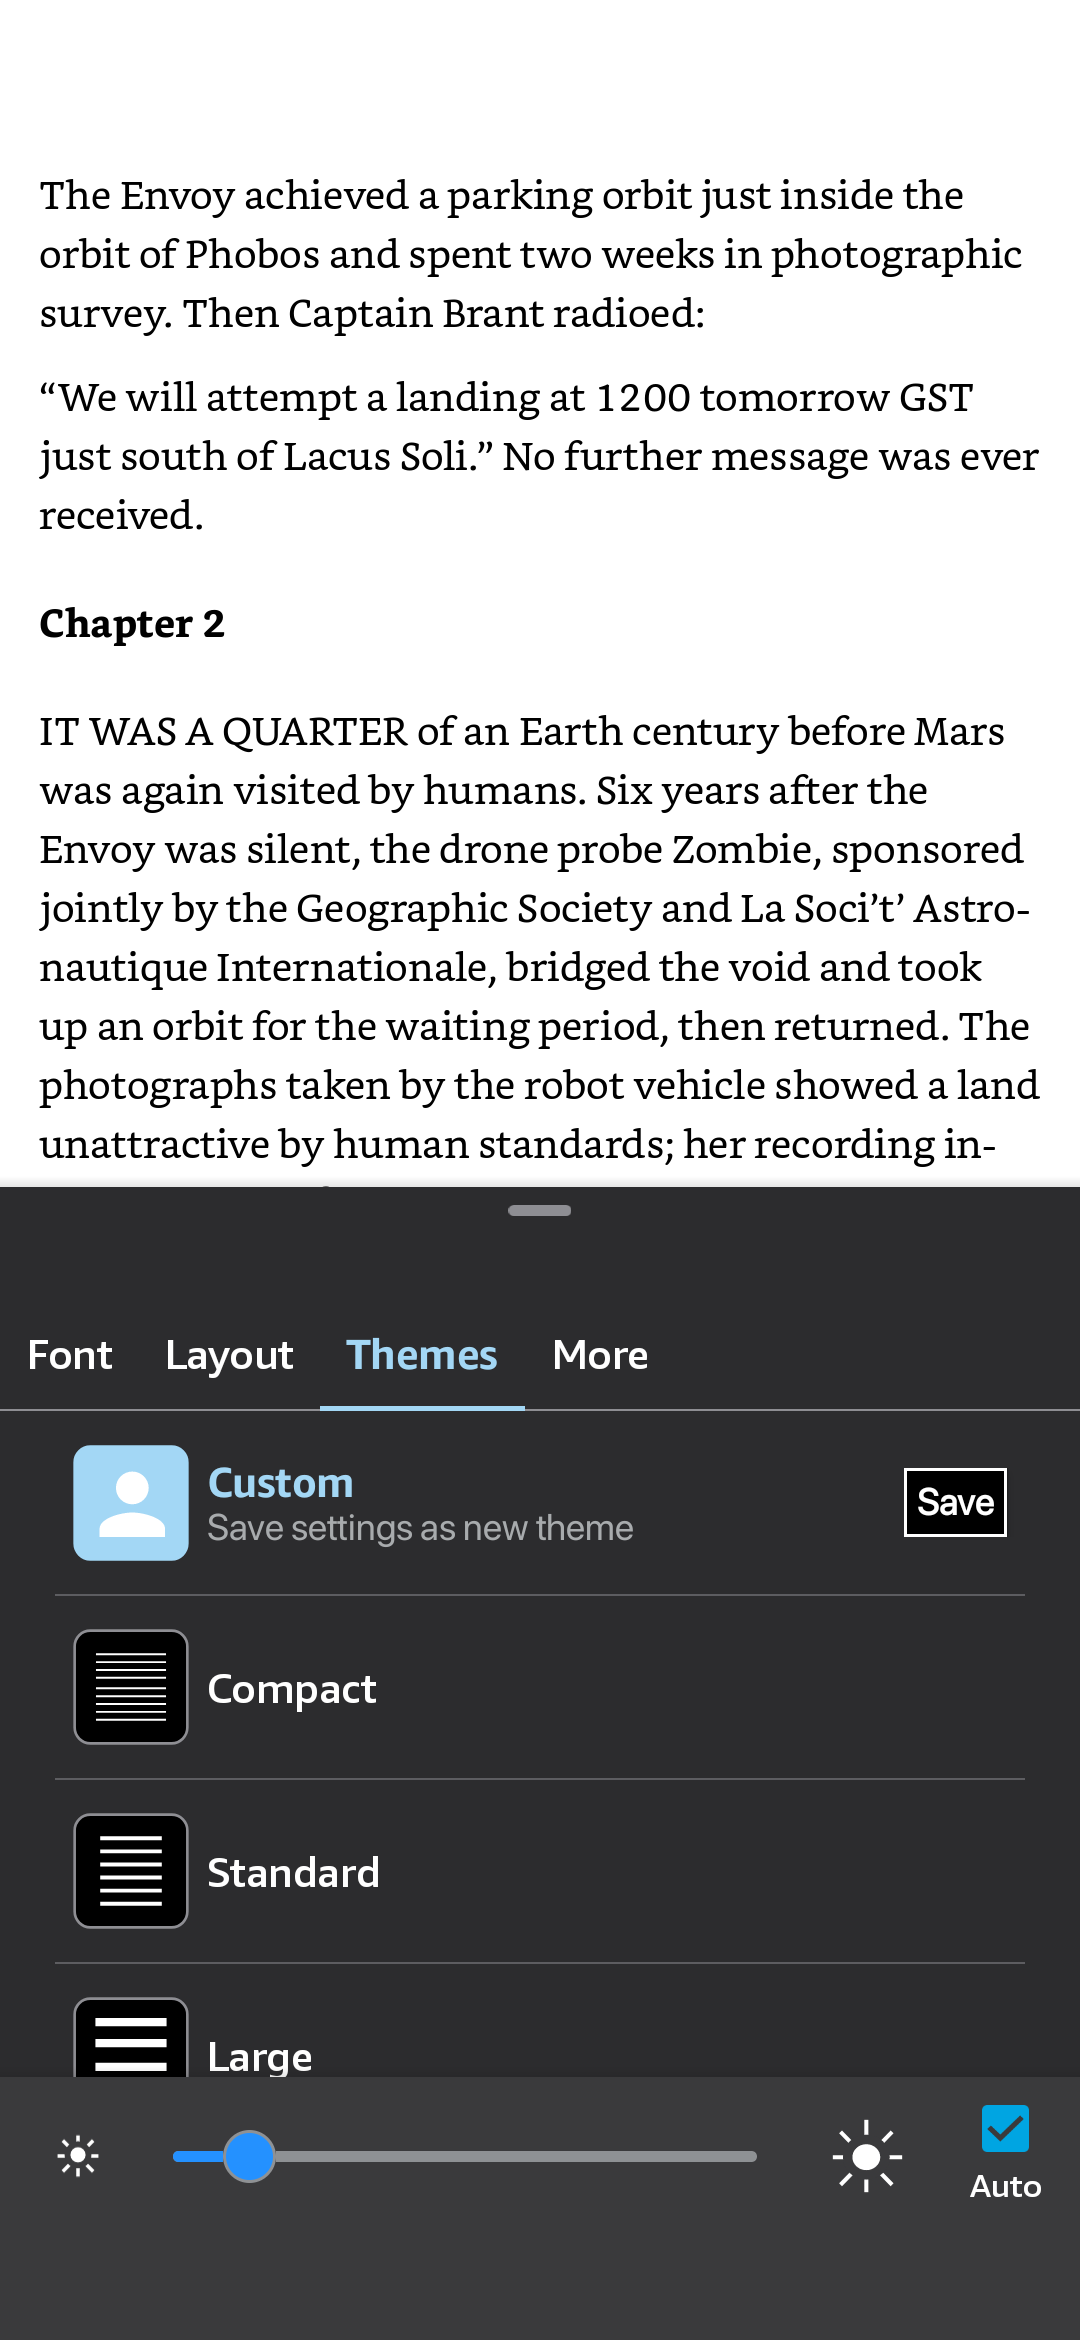 The Envoy achieved a parking orbit just inside the
orbit of Phobos and spent two weeks in photographic
survey. Then Captain Brant radioed:
“We will attempt a landing at 1200 tomorrow GST
just south of Lacus Soli.” No further message was ever
received.
Chapter 2
IT WAS A QUARTER of an Earth century before Mars
was again visited by humans. Six years after the
Envoy was silent, the drone probe Zombie, sponsored
jointly by the Geographic Society and La Soci’t’ Astro-
nautique Internationale, bridged the void and took
up an orbit for the waiting period, then returned. The
photographs taken by the robot vehicle showed a land
unattractive by human standards; her recording in-
Font Layout Themes More
Custom
Save settings as new theme
Save
Compact
Standard
Large
Auto